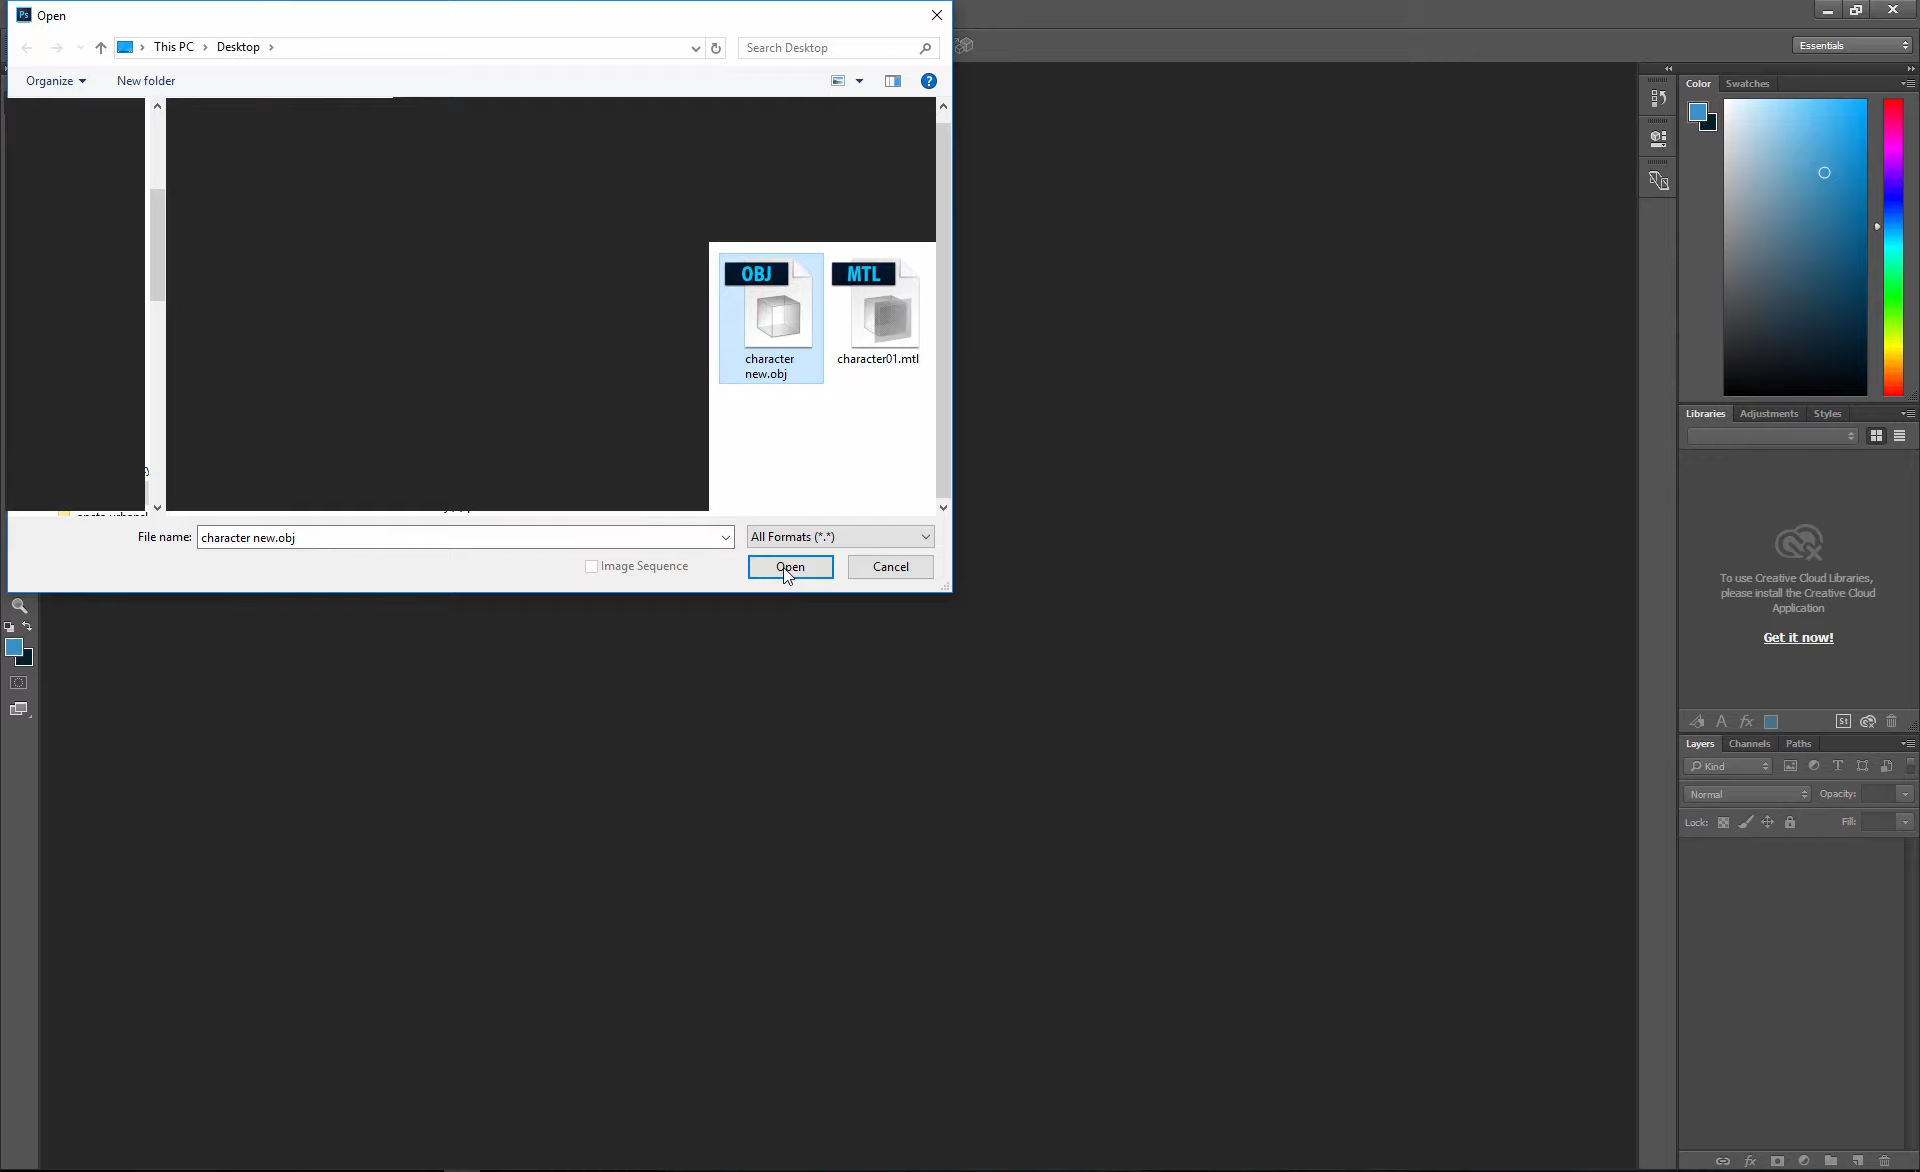 Ps Open
This PC > Desktop >
Search Desktop
Organize
New folder
Essentials
Color
Swatches
OBJ
MTL
character
new.obj
character01.mtl
File name:
character new.obj
All Formats (*.*)
Image Sequence
Open
Cancel
Libraries
Adjustments
Styles
To use Creative Cloud Libraries,
please install the Creative Cloud
Application
Get it now!
St
Layers
Channels
Paths
Kind
Normal
Opacity:
Lock:
Fill: